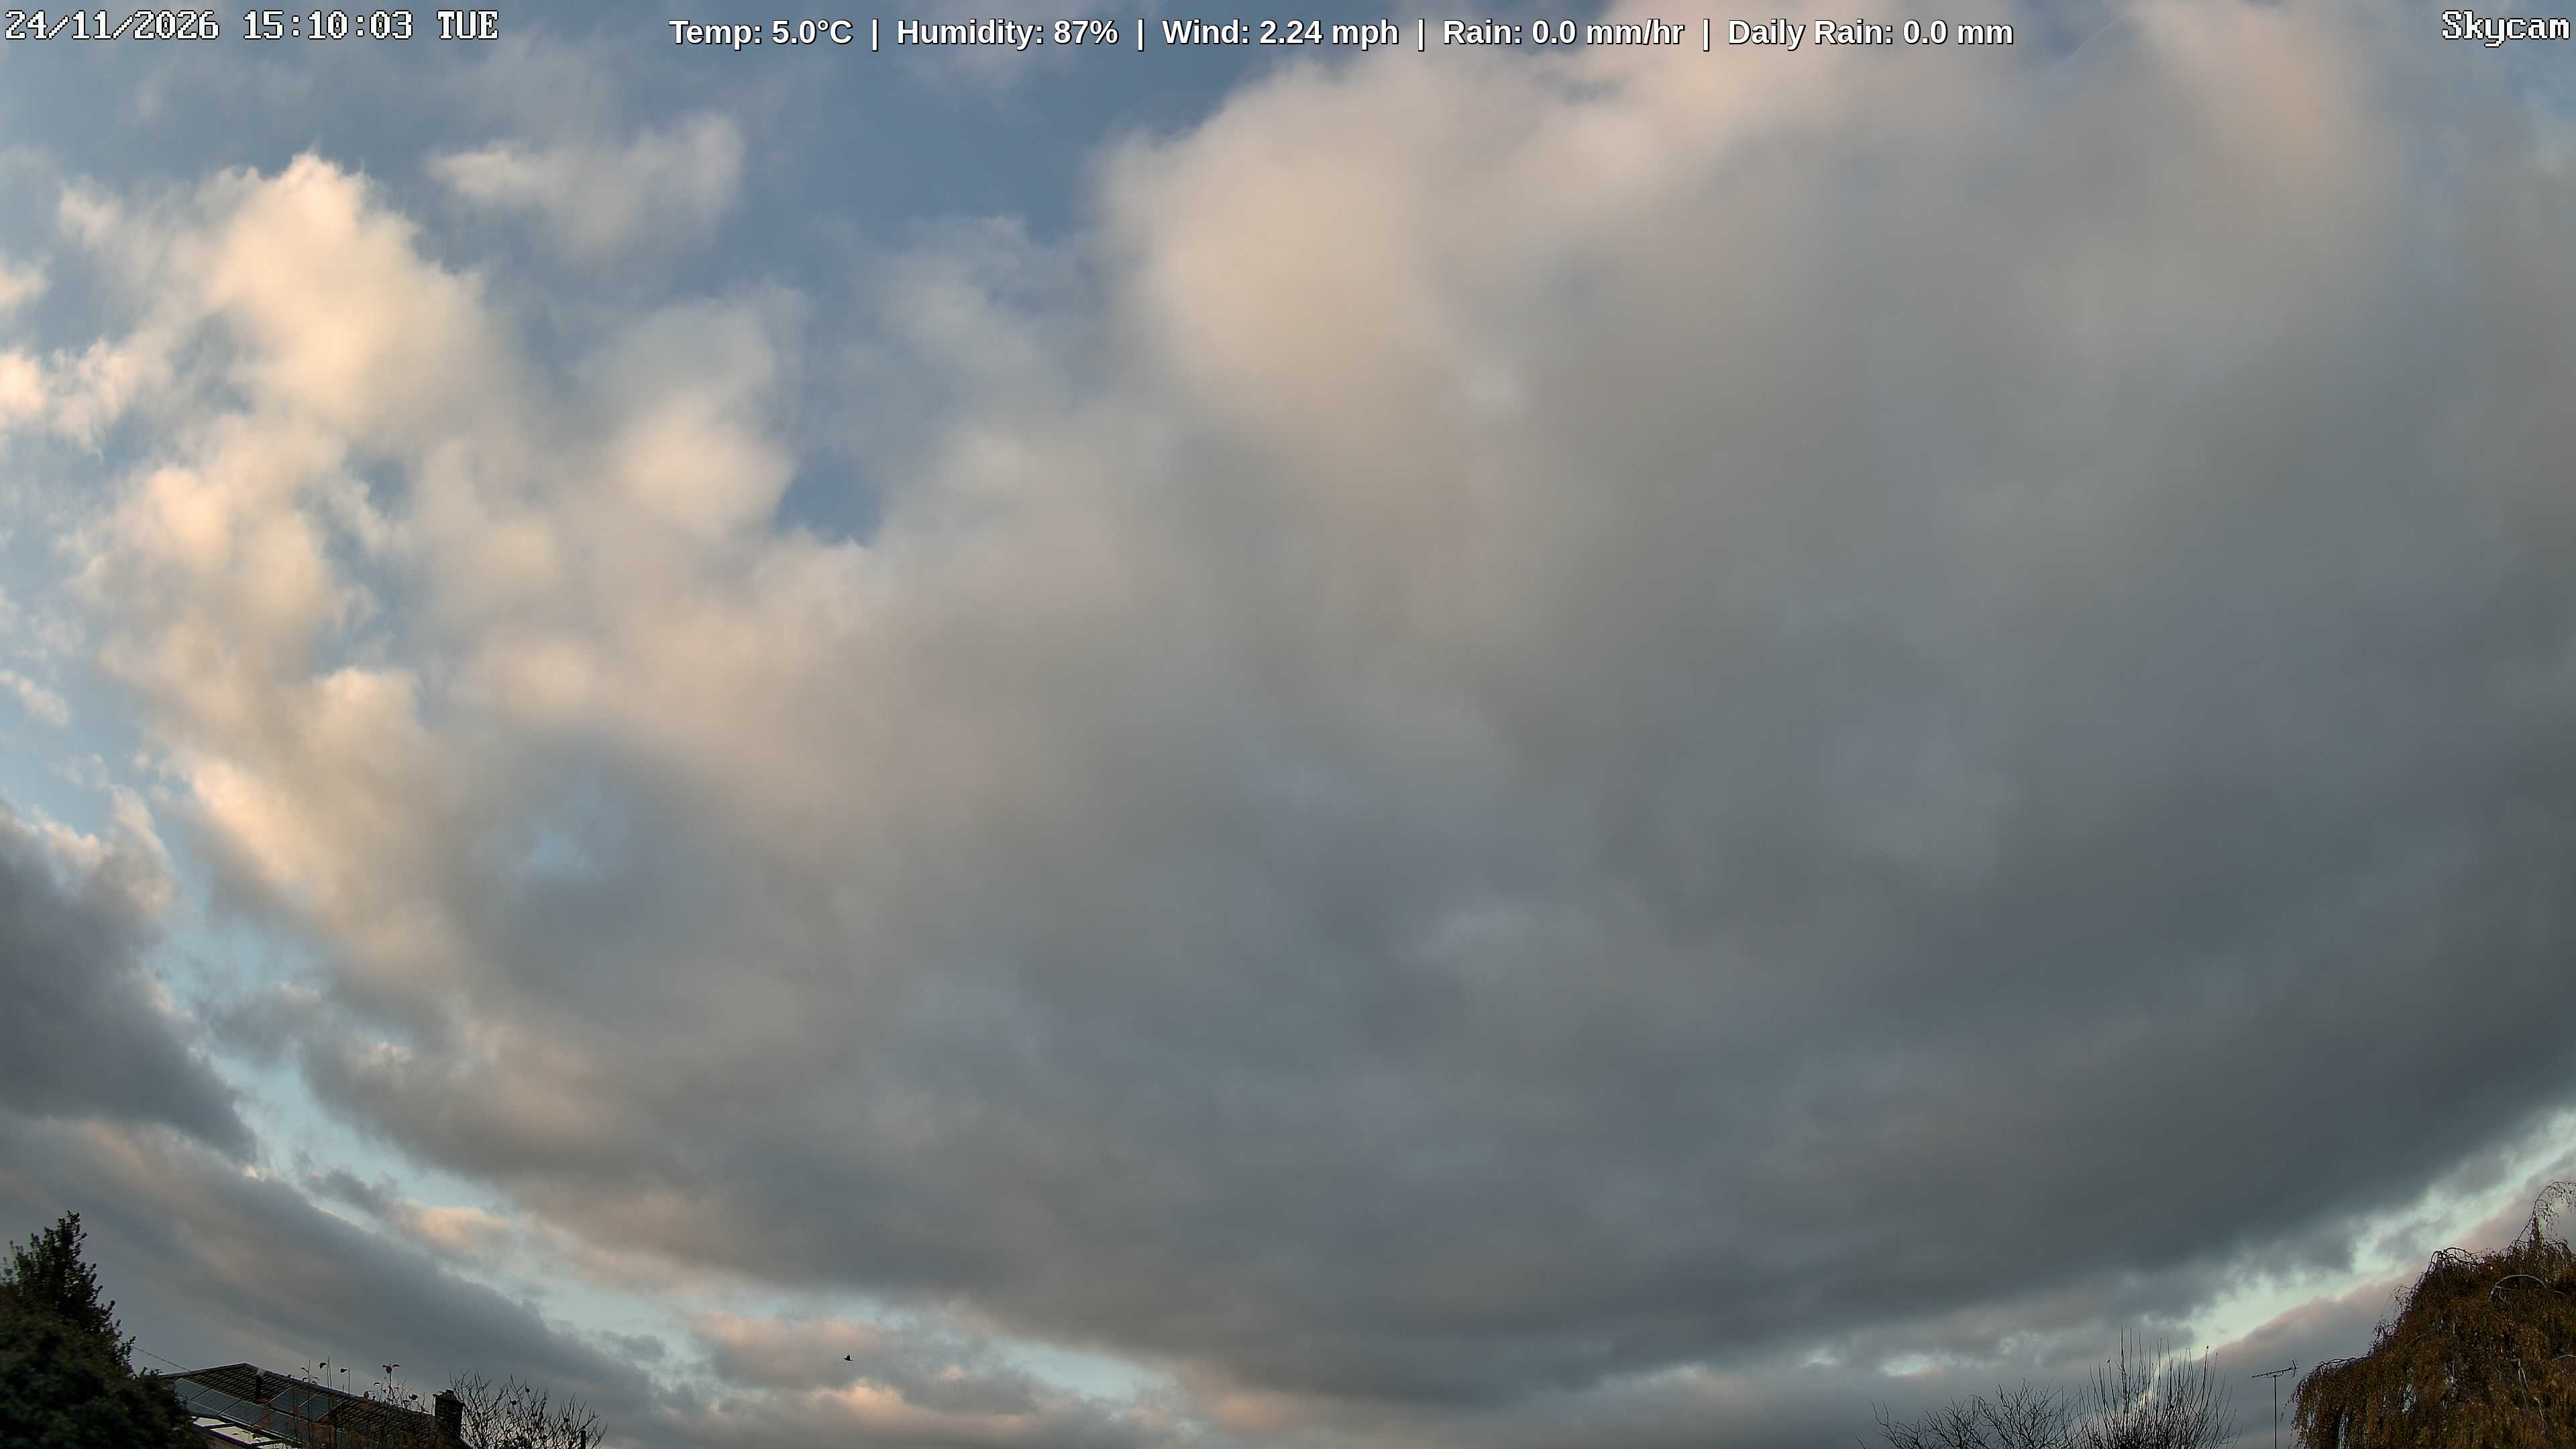 24/11/2026 15:10:03 TUE
Temp: 5.0°C | Humidity: 87% | Wind: 2.24 mph | Rain: 0.0 mm/hr | Daily Rain: 0.0 mm
Skycam